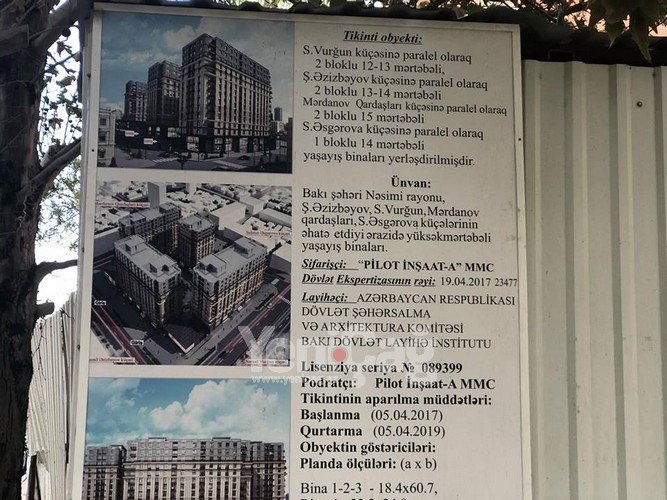 Tikinti obyekti:
S.Vurğun küçəsinə paralel olaraq
2 bloklu 12-13 mərtəbəli,
Ş.Əzizbəyov küçəsinə paralel olaraq
2 bloklu 13-14 mərtəbəli
Mərdanov Qardaşları küçəsinə paralel olaraq
2 bloklu 15 mərtəbəli
S.Əsgərova küçəsinə paralel olaraq
1 bloklu 14 mərtəbəli
yaşayış binaları yerləşdirilmişdir.
Ünvan:
Bakı şəhəri Nəsimi rayonu,
Ş.Əzizbəyov, S.Vurğun,Mərdanov
qardaşları, S.Əsgərova küçələrinin
əhatə etdiyi ərazidə yüksəkmərtəbəli
yaşayış binaları.
Sifarişçi: "PİLOT İNŞAAT-A" MMC
Dövlət Ekspertizasının rəyi: 19.04.2017 23477
Layihəçi: AZƏRBAYCAN RESPUBLİKASI
DÖVLƏT ŞƏHƏRSALMA
VƏ ARXİTEKTURA KOMİTƏSİ
BAKI DÖVLƏT LAYİHƏ İNSTİTUTU
Lisenziya seriya № 089399
Podratçı: Pilot İnşaat-A MMC
Tikintinin aparılma müddətləri:
Başlanma (05.04.2017)
Qurtarma (05.04.2019)
Obyektin göstəriciləri:
Planda ölçüləri: (a x b)
Bina 1-2-3 - 18.4x60.7,